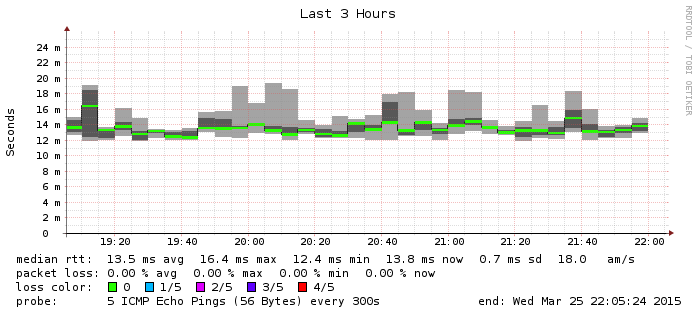 Last 3 Hours
RRDTOOL / TOBI OETIKER
Seconds
24 m
22 m
20 m
18 m
16 m
14 m
12 m
10 m
8 m
6 m
4 m
2 m
0
19:20 19:40 20:00 20:20 20:40 21:00 21:20 21:40 22:00
median rtt: 13.5 ms avg 16.4 ms max 12.4 ms min 13.8 ms now 0.7 ms sd 18.0 am/s
packet loss: 0.00 % avg 0.00 % max 0.00 % min 0.00 % now
loss color: 0 1/5 2/5 3/5 4/5
probe: 5 ICMP Echo Pings (56 Bytes) every 300s end: Wed Mar 25 22:05:24 2015